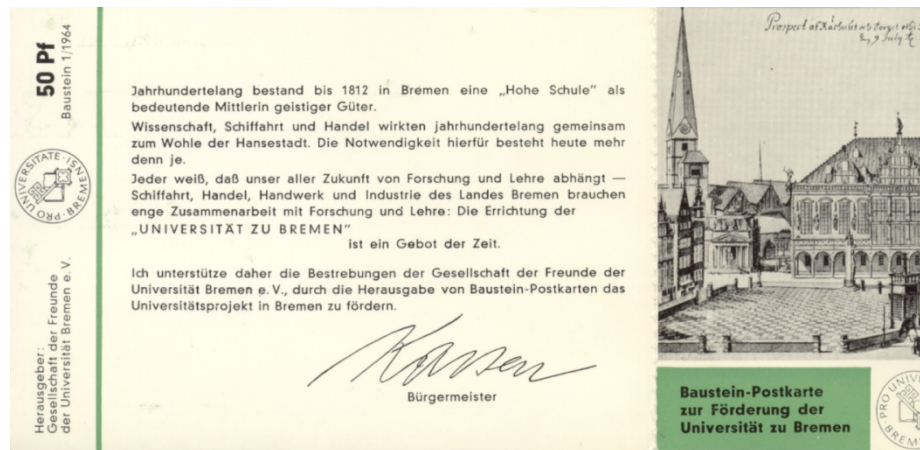 50 Pf
Baustein 1/1964
PRO UNIVERSITATE ISNENSEM BREMEN
Herausgeber:
Gesellschaft der Freunde
der Universität Bremen e. V.
Jahrhundertelang bestand bis 1812 in Bremen eine „Hohe Schule" als
bedeutende Mittlerin geistiger Güter.
Wissenschaft, Schiffahrt und Handel wirkten jahrhundertelang gemeinsam
zum Wohle der Hansestadt. Die Notwendigkeit hierfür besteht heute mehr
denn je.
Jeder weiß, daß unser aller Zukunft von Forschung und Lehre abhängt —
Schiffahrt, Handel, Handwerk und Industrie des Landes Bremen brauchen
enge Zusammenarbeit mit Forschung und Lehre: Die Errichtung der
„UNIVERSITÄT ZU BREMEN"
ist ein Gebot der Zeit.
Ich unterstütze daher die Bestrebungen der Gesellschaft der Freunde der
Universität Bremen e. V., durch die Herausgabe von Baustein-Postkarten das
Universitätsprojekt in Bremen zu fördern.
Kaisen
Bürgermeister
Prospect
Baustein-Postkarte
zur Förderung der
Universität zu Bremen
PRO UNIVER
BREME